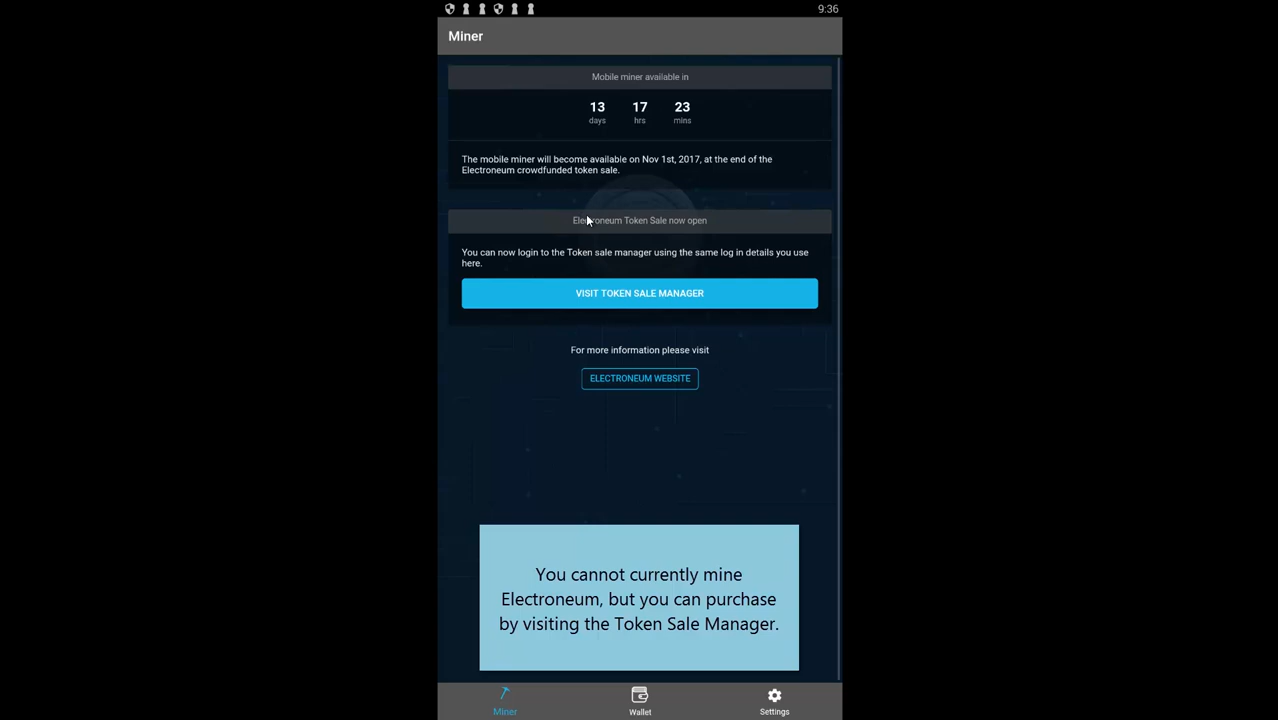 9:36
Miner
Mobile miner available in
13 17 23
days hrs mins
The mobile miner will become available on Nov 1st, 2017, at the end of the
Electroneum crowdfunded token sale.
Electroneum Token Sale now open
You can now login to the Token sale manager using the same log in details you use
here.
VISIT TOKEN SALE MANAGER
For more information please visit
ELECTRONEUM WEBSITE
You cannot currently mine
Electroneum, but you can purchase
by visiting the Token Sale Manager.
Miner Wallet Settings